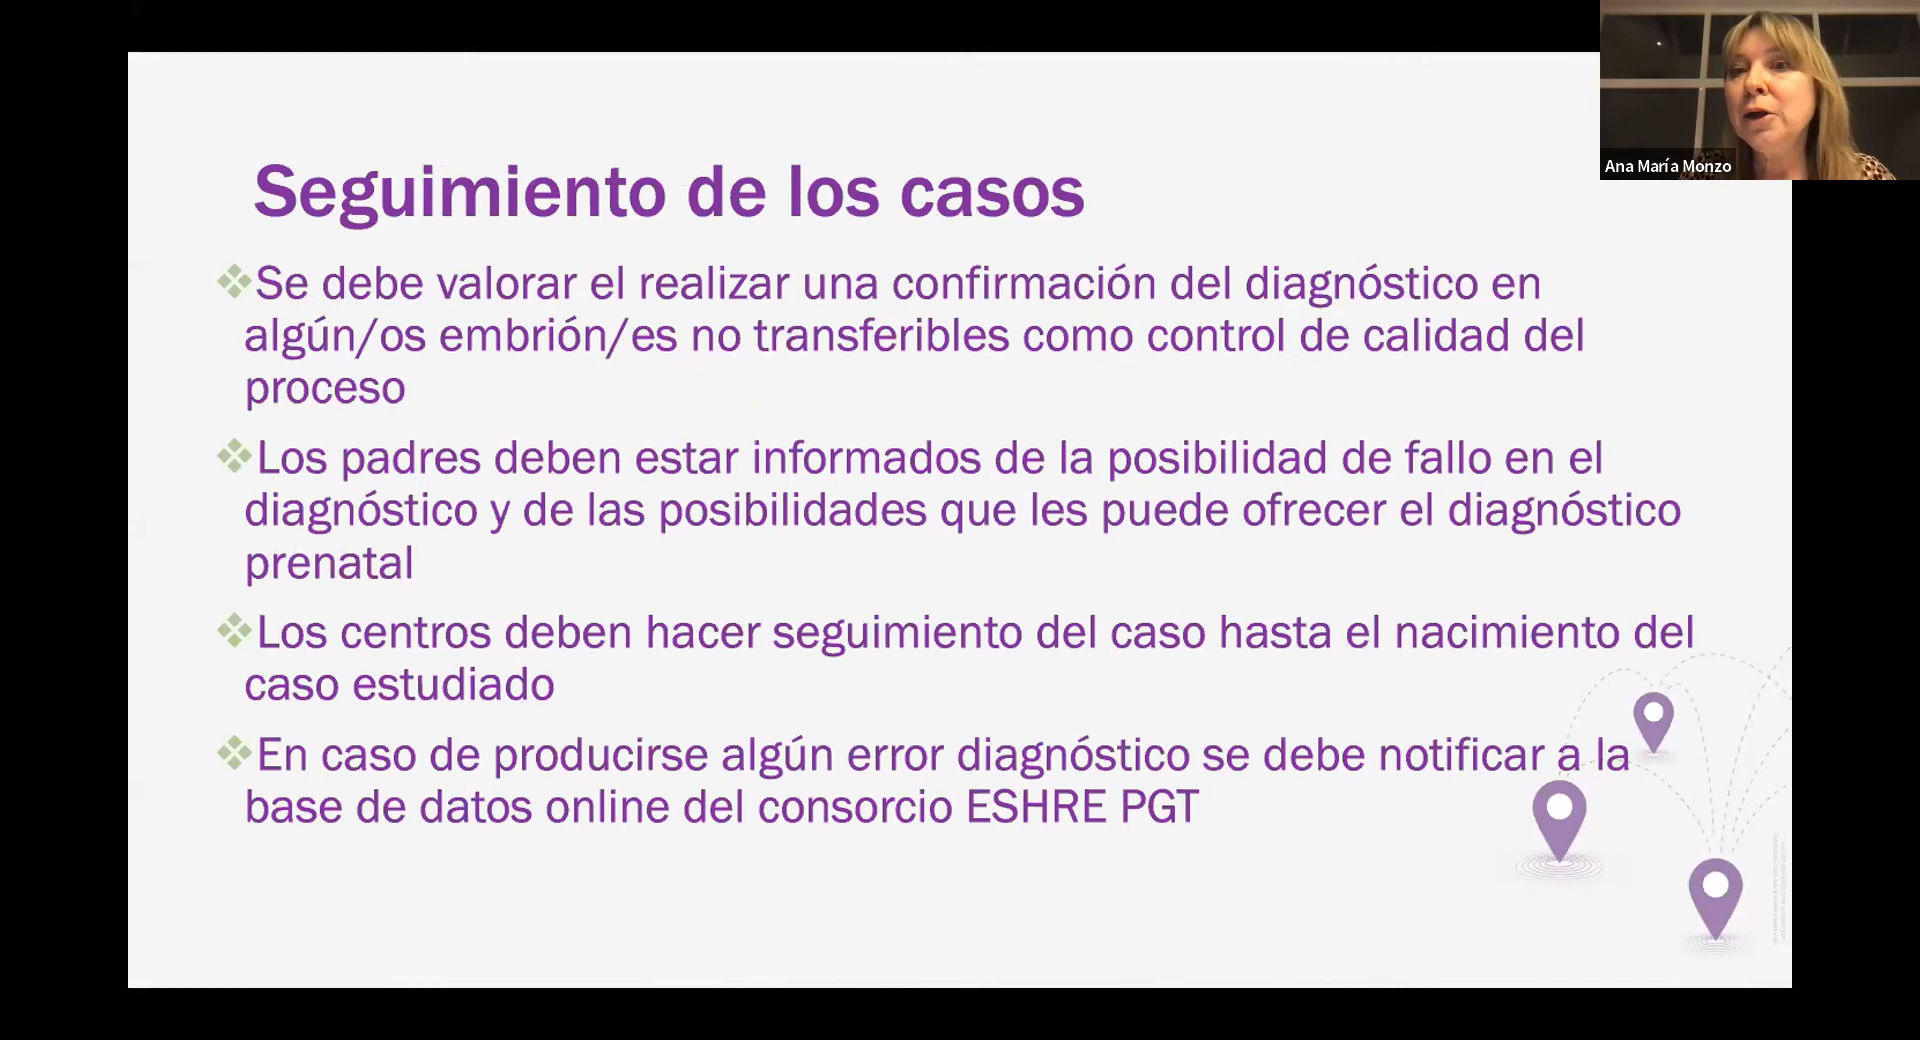 Ana María Monzo
Seguimiento de los casos
Se debe valorar el realizar una confirmación del diagnóstico en
algún/os embrión/es no transferibles como control de calidad del
proceso
Los padres deben estar informados de la posibilidad de fallo en el
diagnóstico y de las posibilidades que les puede ofrecer el diagnóstico
prenatal
Los centros deben hacer seguimiento del caso hasta el nacimiento del
caso estudiado
En caso de producirse algún error diagnóstico se debe notificar a la
base de datos online del consorcio ESHRE PGT